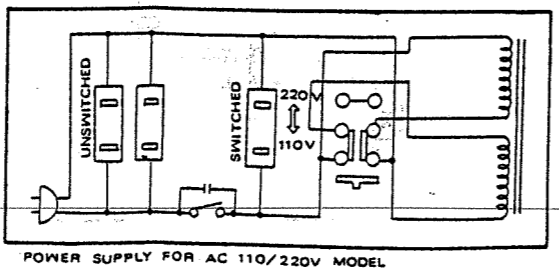 UNSWITCHED
SWITCHED
220V
110V
POWER SUPPLY FOR AC 110/220V MODEL